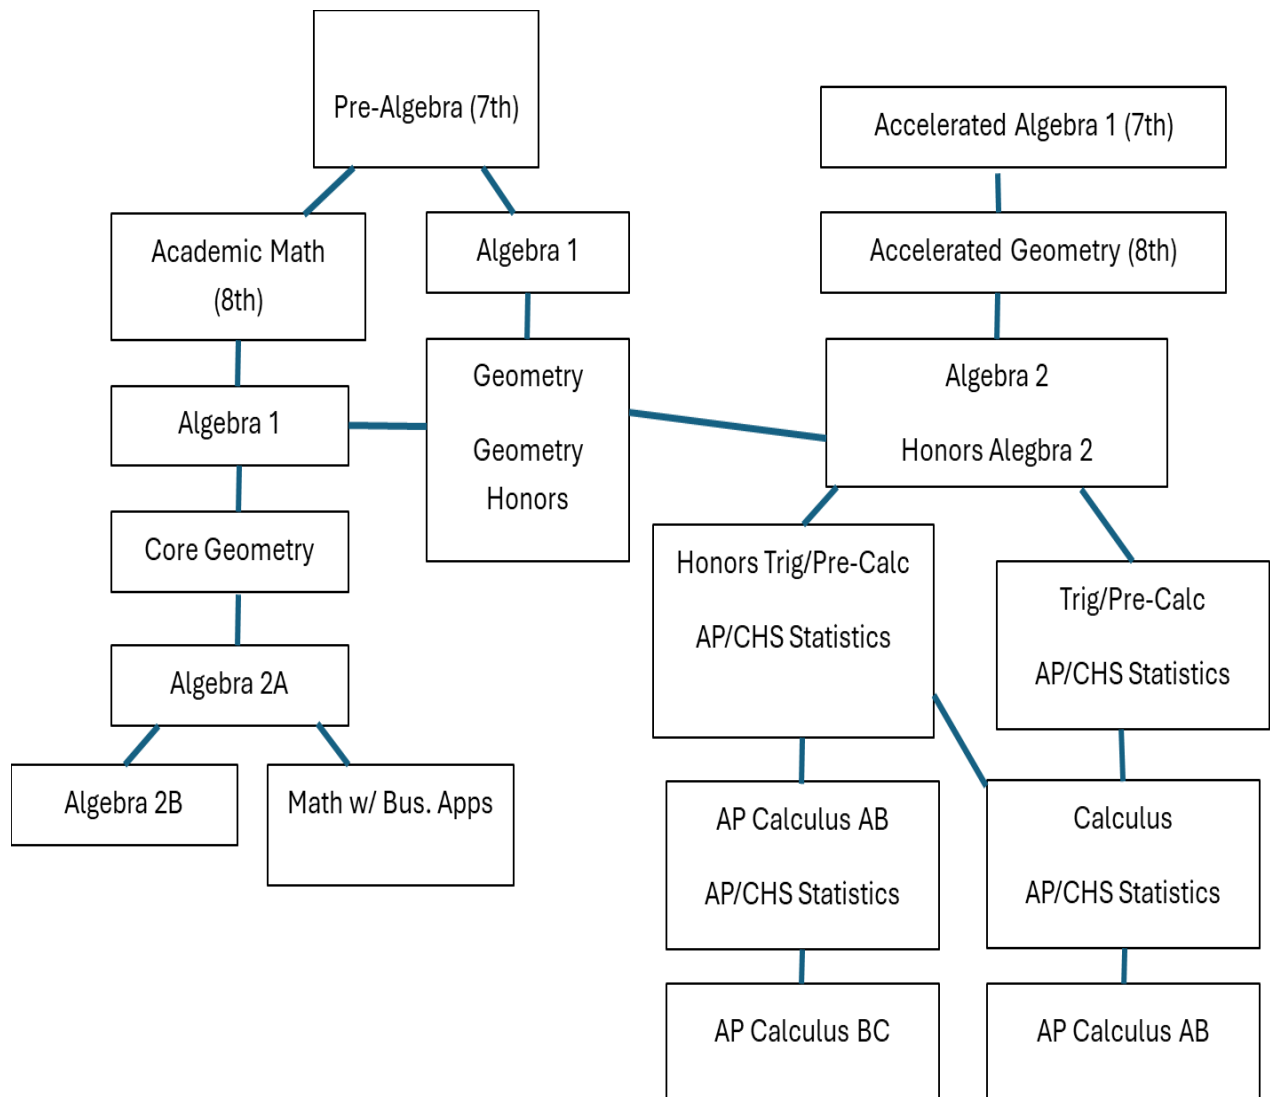 Pre-Algebra (7th)
Accelerated Algebra 1 (7th)
Academic Math
(8th)
Algebra 1
Accelerated Geometry (8th)
Algebra 1
Geometry
Geometry
Honors
Algebra 2
Honors Alegbra 2
Core Geometry
Honors Trig/Pre-Calc
AP/CHS Statistics
Trig/Pre-Calc
AP/CHS Statistics
Algebra 2A
Algebra 2B
Math w/ Bus. Apps
AP Calculus AB
AP/CHS Statistics
Calculus
AP/CHS Statistics
AP Calculus BC
AP Calculus AB